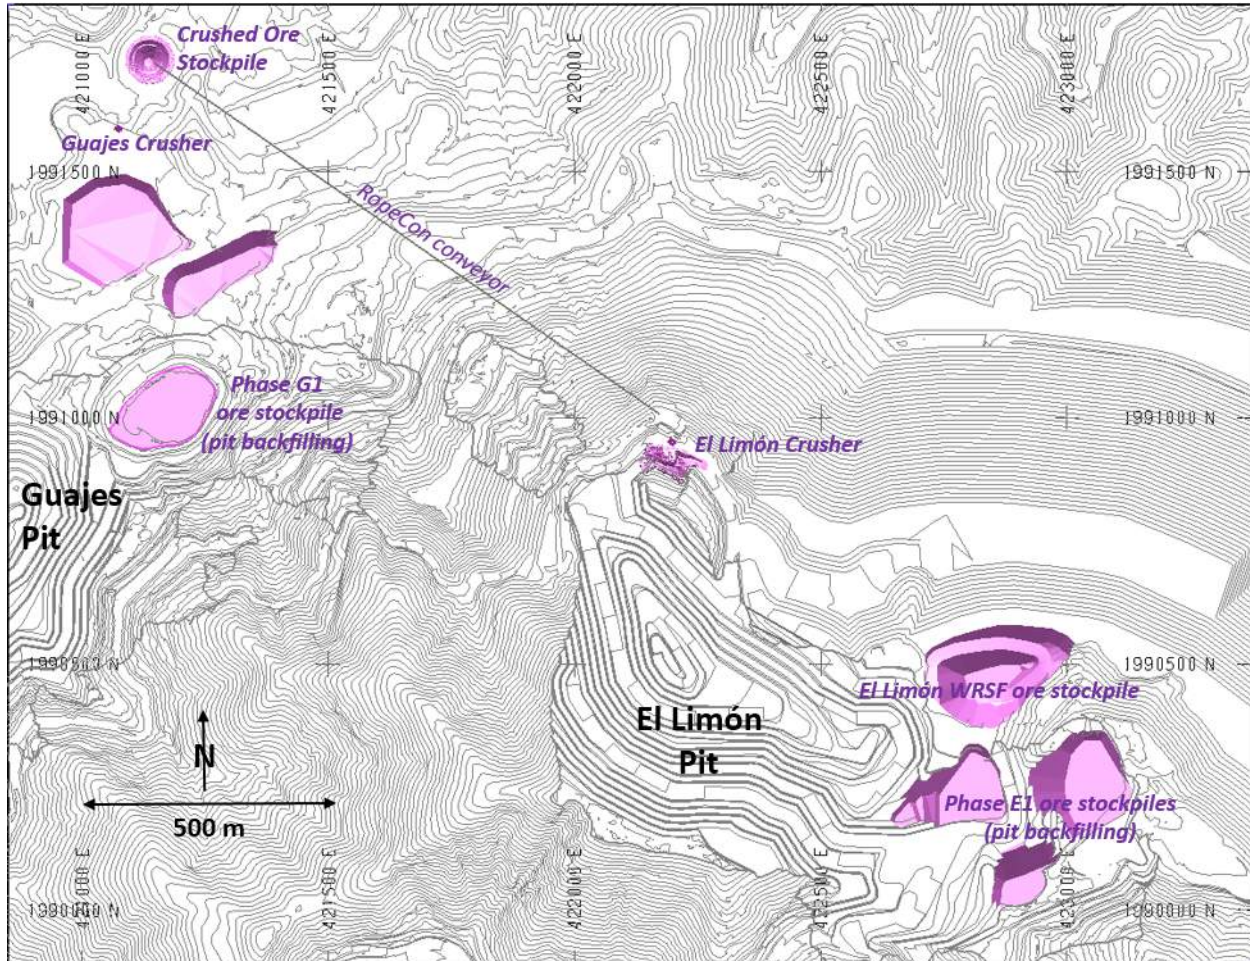 Crushed Ore
Stockpile
421000 E
421500 E
422000 E
422500 E
423000 E
Guajes Crusher
1991500 N
1991500 N
RopeCon conveyor
Phase G1
ore stockpile
(pit backfilling)
1991000 N
1991000 N
El Limón Crusher
Guajes
Pit
1990500 N
1990500 N
El Limón WRSF ore stockpile
El Limón
Pit
N
500 m
Phase E1 ore stockpiles
(pit backfilling)
421000 E
421500 E
422000 E
422500 E
423000 E
1990000 N
1990000 N